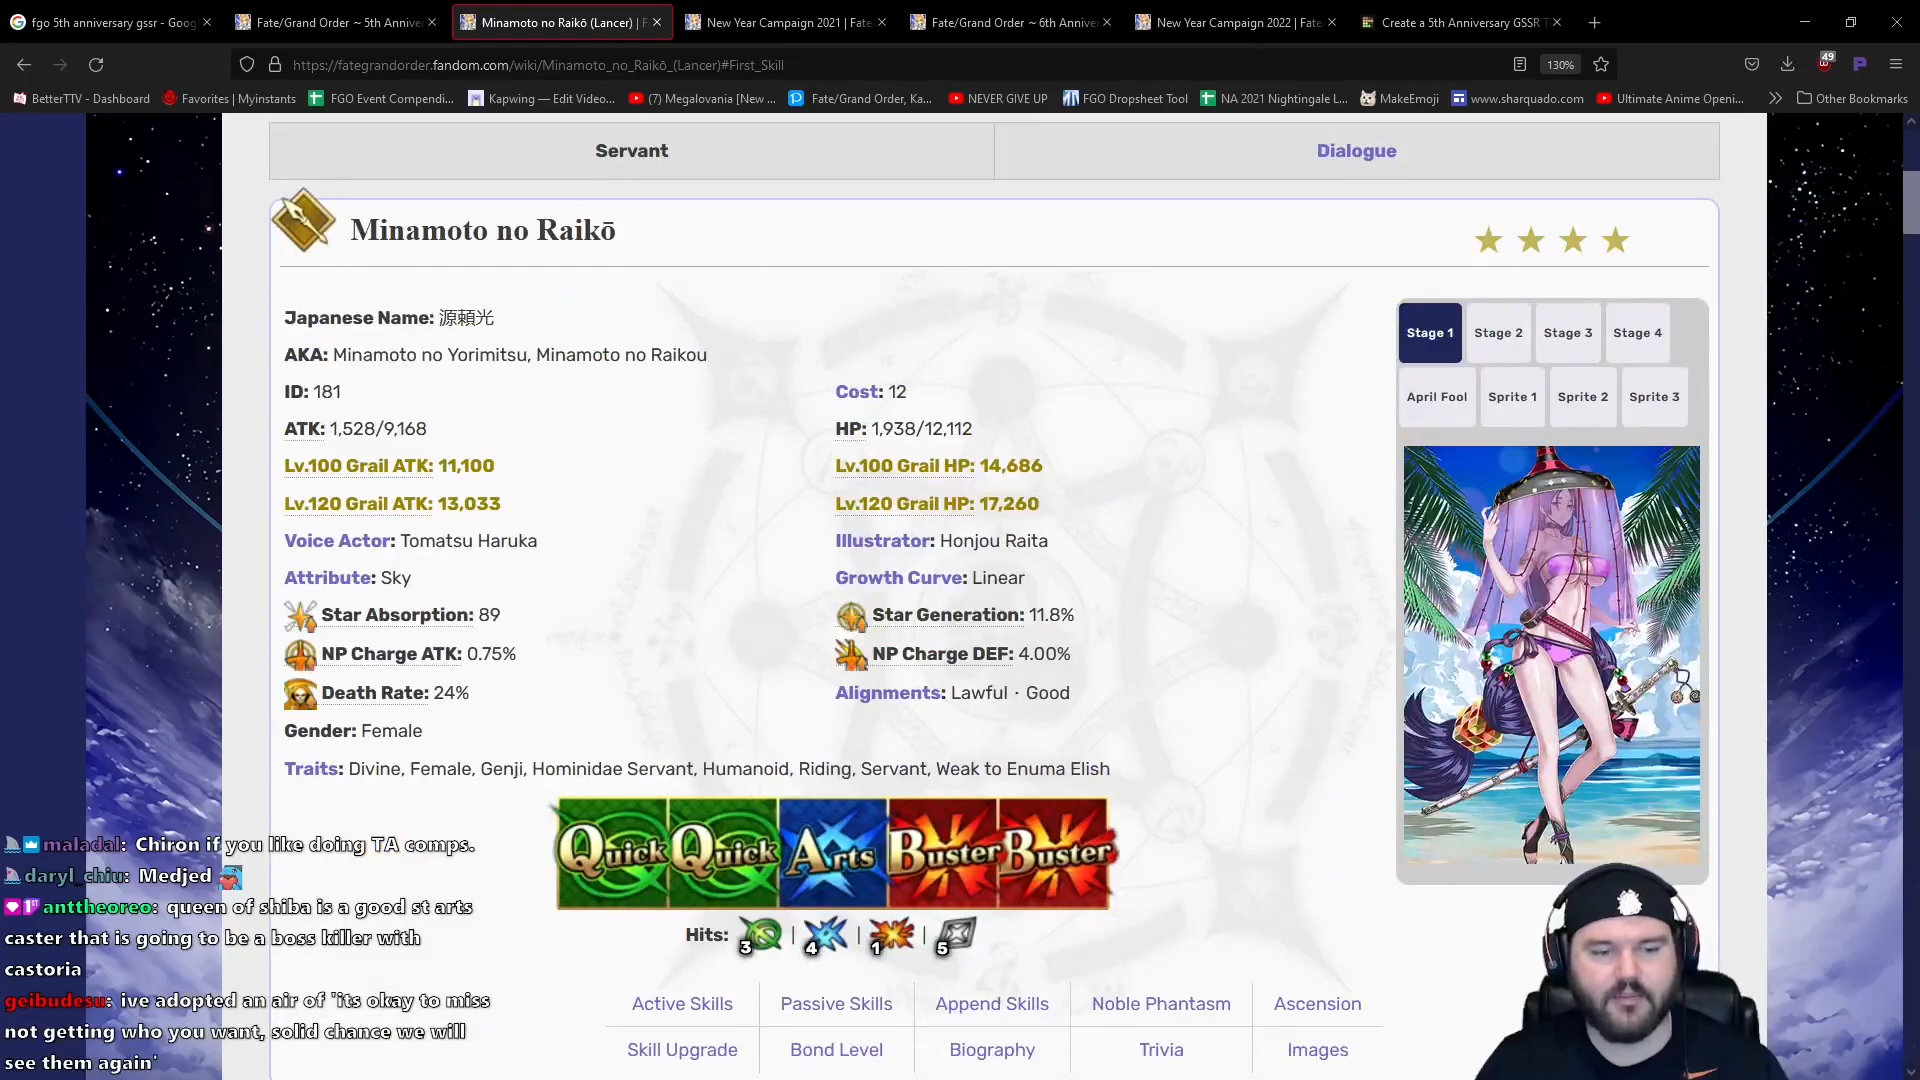 fgo 5th anniversary gssr - Goog
Fate/Grand Order ~ 5th Anniver
Minamoto no Raikō (Lancer) | F
New Year Campaign 2021 | Fate
Fate/Grand Order ~ 6th Anniver
New Year Campaign 2022 | Fate
Create a 5th Anniversary GSSR T
https://fategrandorder.fandom.com/wiki/Minamoto_no_Raikō_(Lancer)#First_Skill
130%
49
BetterTTV - Dashboard
Favorites | Myinstants
FGO Event Compendi...
Kapwing — Edit Video...
(7) Megalovania [New ...
Fate/Grand Order, Ka...
NEVER GIVE UP
FGO Dropsheet Tool
NA 2021 Nightingale L...
MakeEmoji
www.sharquado.com
Ultimate Anime Openi...
Other Bookmarks
Servant
Dialogue
Minamoto no Raikō
Japanese Name: 源頼光
AKA: Minamoto no Yorimitsu, Minamoto no Raikou
ID: 181
Cost: 12
ATK: 1,528/9,168
HP: 1,938/12,112
Lv.100 Grail ATK: 11,100
Lv.100 Grail HP: 14,686
Lv.120 Grail ATK: 13,033
Lv.120 Grail HP: 17,260
Voice Actor: Tomatsu Haruka
Illustrator: Honjou Raita
Attribute: Sky
Growth Curve: Linear
Star Absorption: 89
Star Generation: 11.8%
NP Charge ATK: 0.75%
NP Charge DEF: 4.00%
Death Rate: 24%
Alignments: Lawful · Good
Gender: Female
Traits: Divine, Female, Genji, Hominidae Servant, Humanoid, Riding, Servant, Weak to Enuma Elish
Quick Quick Arts Buster Buster
Hits: 3 | 4 | 1 | 5
Active Skills
Passive Skills
Append Skills
Noble Phantasm
Ascension
Skill Upgrade
Bond Level
Biography
Trivia
Images
Stage 1
Stage 2
Stage 3
Stage 4
April Fool
Sprite 1
Sprite 2
Sprite 3
maladal: Chiron if you like doing TA comps.
daryl_chiu: Medjed
anttheoreo: queen of shiba is a good st arts
caster that is going to be a boss killer with
castoria
geibudesu: ive adopted an air of 'its okay to miss
not getting who you want, solid chance we will
see them again'